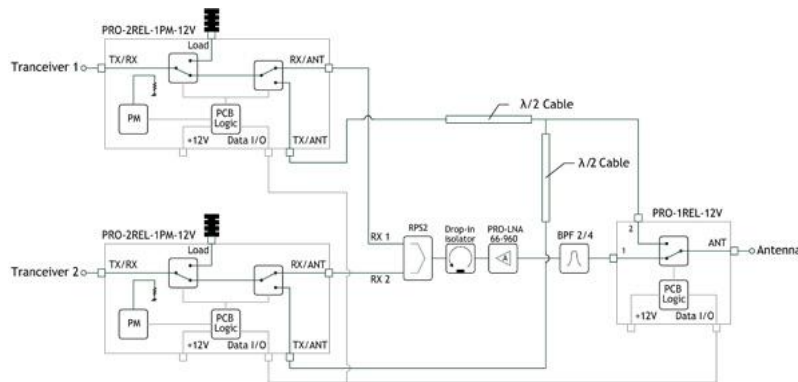 PRO-2REL-1PM-12V
Load
TX/RX
RX/ANT
Tranceiver 1
PM
PCB
Logic
+12V
Data I/O
TX/ANT
λ/2 Cable
λ/2 Cable
PRO-2REL-1PM-12V
Load
TX/RX
RX/ANT
Tranceiver 2
PM
PCB
Logic
+12V
Data I/O
TX/ANT
RX 1
RX 2
RPS2
Drop-In
Isolator
PRO-LNA
66-960
BPF 2/4
PRO-1REL-12V
2
1
ANT
Antenna
PCB
Logic
+12V
Data I/O